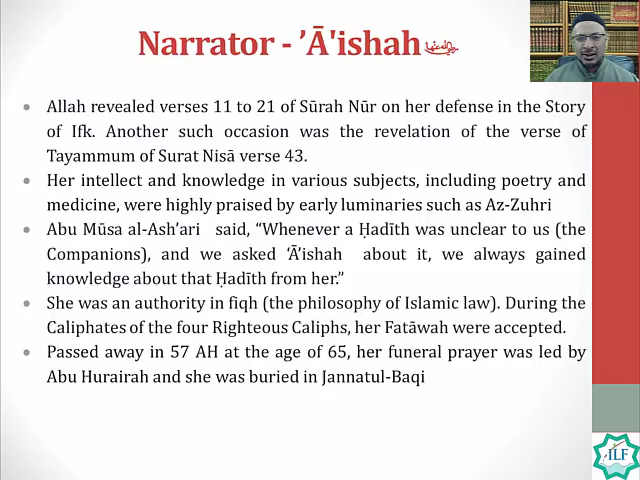 Narrator - ’Ā'ishah
Allah revealed verses 11 to 21 of Sūrah Nūr on her defense in the Story
of Ifk. Another such occasion was the revelation of the verse of
Tayammum of Surat Nisā verse 43.
Her intellect and knowledge in various subjects, including poetry and
medicine, were highly praised by early luminaries such as Az-Zuhri
Abu Mūsa al-Ash’ari said, “Whenever a Ḥadīth was unclear to us (the
Companions), and we asked ‘Ā’ishah about it, we always gained
knowledge about that Ḥadīth from her.”
She was an authority in fiqh (the philosophy of Islamic law). During the
Caliphates of the four Righteous Caliphs, her Fatāwah were accepted.
Passed away in 57 AH at the age of 65, her funeral prayer was led by
Abu Hurairah and she was buried in Jannatul-Baqi
ILF